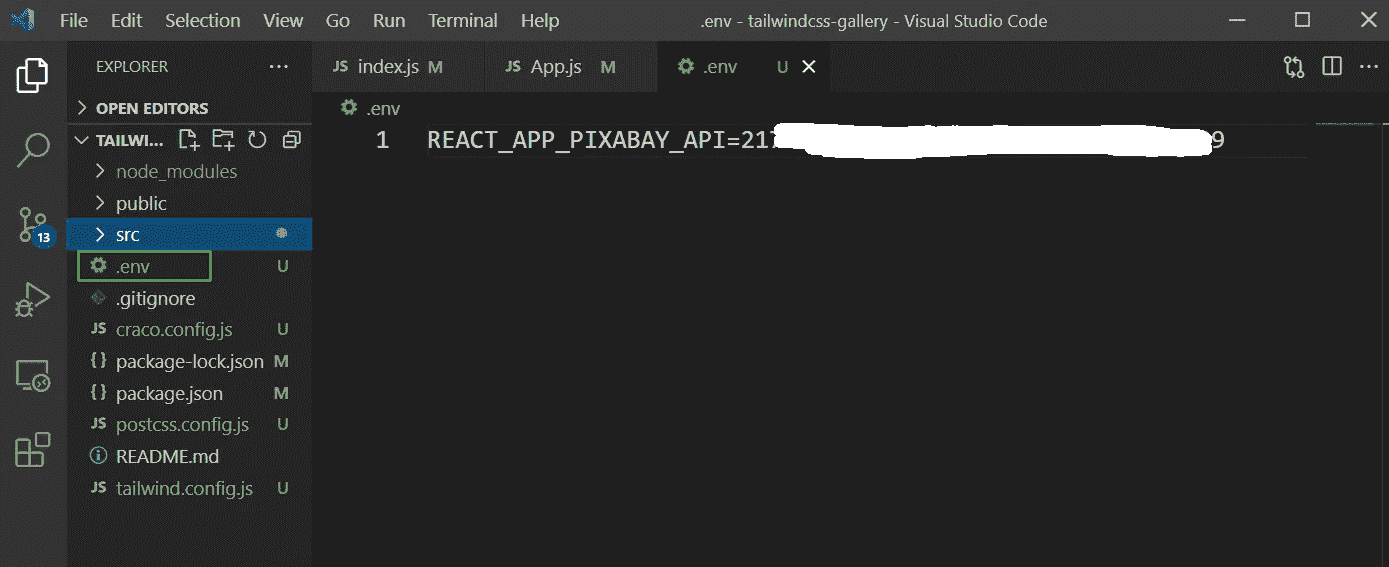 File Edit Selection View Go Run Terminal Help .env - tailwindcss-gallery - Visual Studio Code
EXPLORER
JS index.js M
JS App.js M
.env U
OPEN EDITORS
.env
TAILWI...
1 REACT_APP_PIXABAY_API=217 9
node_modules
public
src
13
.env U
.gitignore
JS craco.config.js U
{} package-lock.json M
{} package.json M
JS postcss.config.js U
README.md
JS tailwind.config.js U